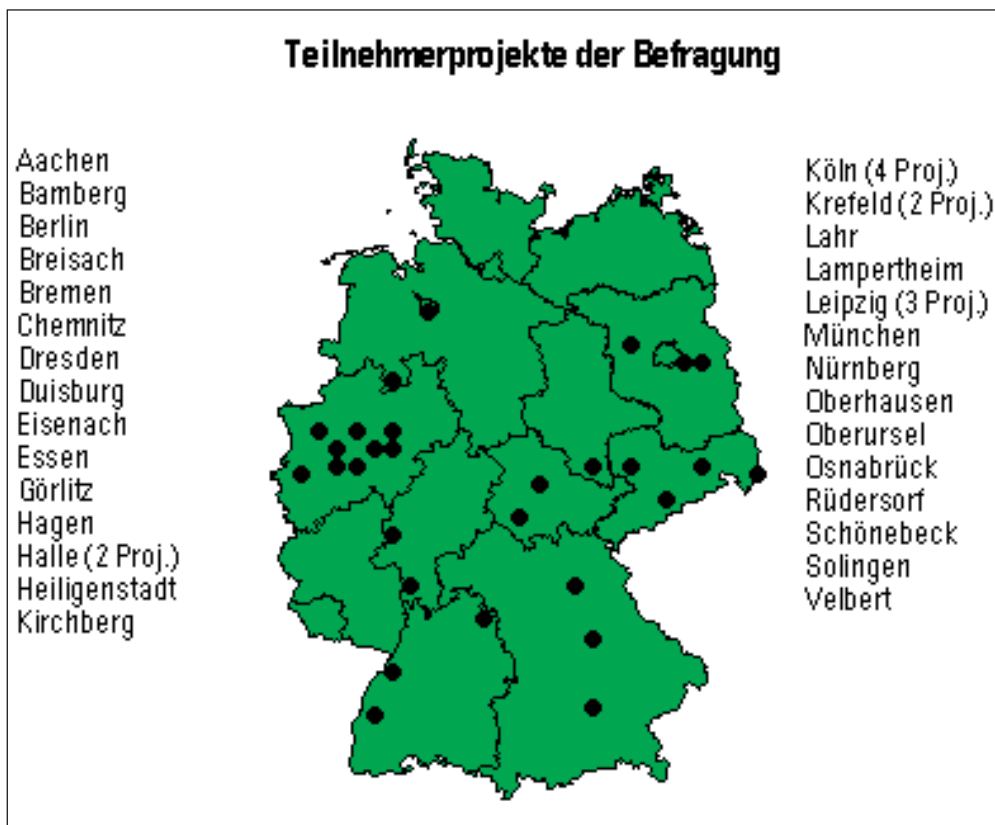 Teilnehmerprojekte der Befragung
Aachen
Bamberg
Berlin
Breisach
Bremen
Chemnitz
Dresden
Duisburg
Eisenach
Essen
Görlitz
Hagen
Halle (2 Proj.)
Heiligenstadt
Kirchberg
Köln (4 Proj.)
Krefeld (2 Proj.)
Lahr
Lampertheim
Leipzig (3 Proj.)
München
Nürnberg
Oberhausen
Oberursel
Osnabrück
Rüdersorf
Schönebeck
Solingen
Velbert